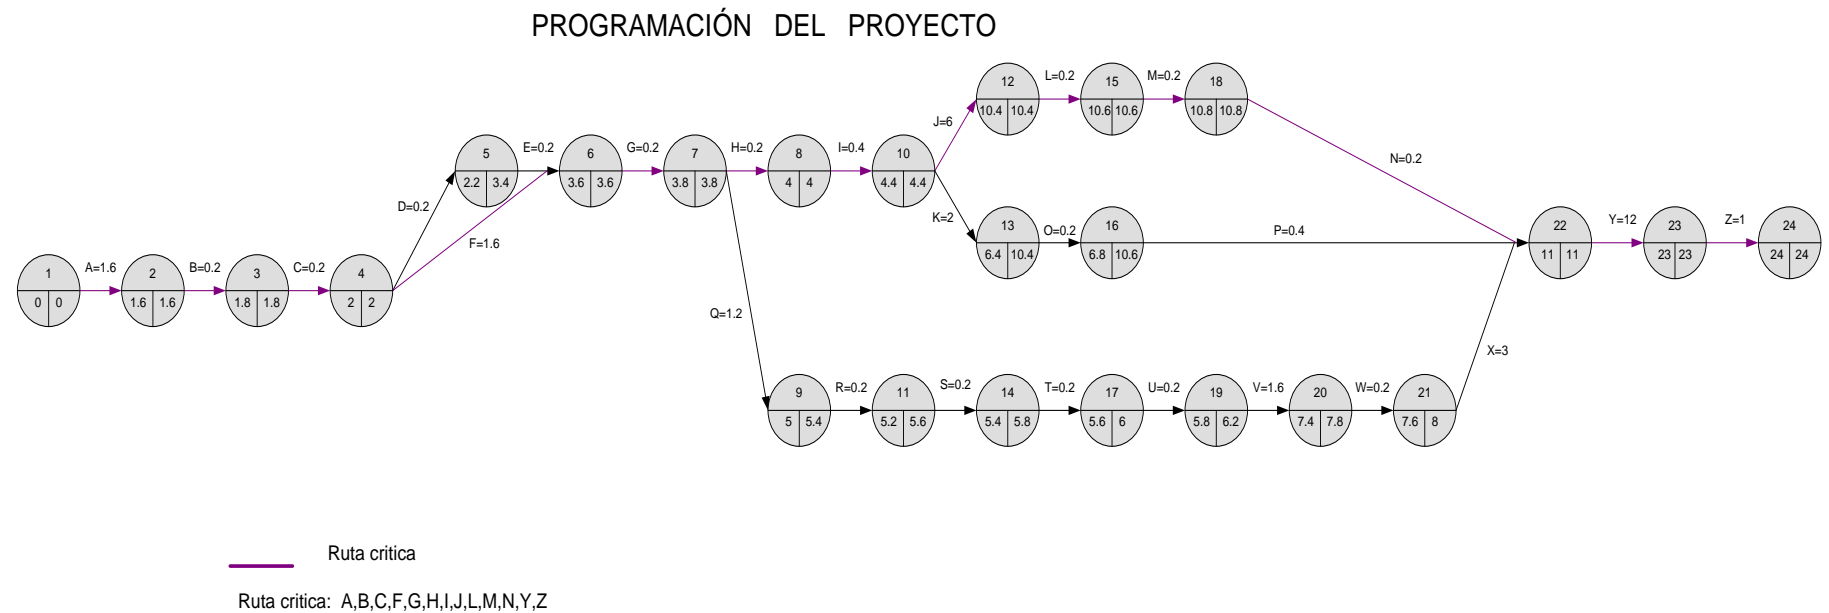 PROGRAMACIÓN DEL PROYECTO
12
L=0.2
15
M=0.2
18
10.4 10.4
10.6 10.6
10.8 10.8
J=6
5
E=0.2
6
G=0.2
7
H=0.2
8
I=0.4
10
N=0.2
2.2 3.4
3.6 3.6
3.8 3.8
4 4
4.4 4.4
D=0.2
K=2
F=1.6
13
O=0.2
16
P=0.4
22
Y=12
23
Z=1
24
6.4 10.4
6.8 10.6
11 11
23 23
24 24
1
A=1.6
2
B=0.2
3
C=0.2
4
0 0
1.6 1.6
1.8 1.8
2 2
Q=1.2
X=3
9
R=0.2
11
S=0.2
14
T=0.2
17
U=0.2
19
V=1.6
20
W=0.2
21
5 5.4
5.2 5.6
5.4 5.8
5.6 6
5.8 6.2
7.4 7.8
7.6 8
Ruta critica
Ruta critica: A,B,C,F,G,H,I,J,L,M,N,Y,Z